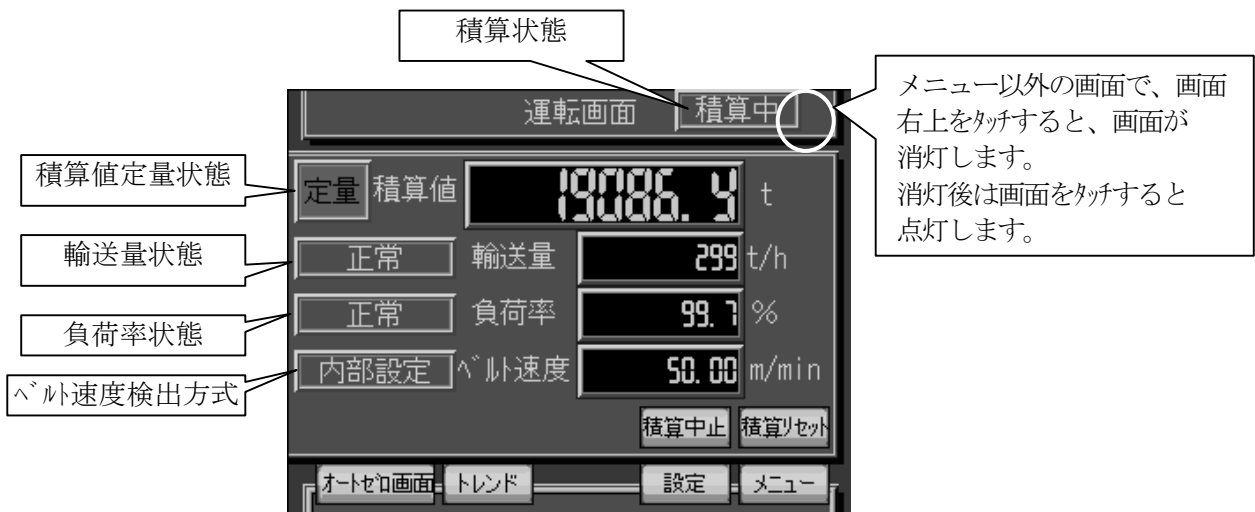 積算状態
メニュー以外の画面で、画面
右上をﾀｯﾁすると、画面が
消灯します。
消灯後は画面をﾀｯﾁすると
点灯します。
運転画面 積算中
積算値定量状態
定量 積算値 19086.4 t
輸送量状態
正常 輸送量 299 t/h
負荷率状態
正常 負荷率 99.7 %
ﾍﾞﾙﾄ速度検出方式
内部設定 ﾍﾞﾙﾄ速度 50.00 m/min
積算中止 積算ﾘｾｯﾄ
ｵｰﾄｾﾞﾛ画面 トレンド 設定 メニュー